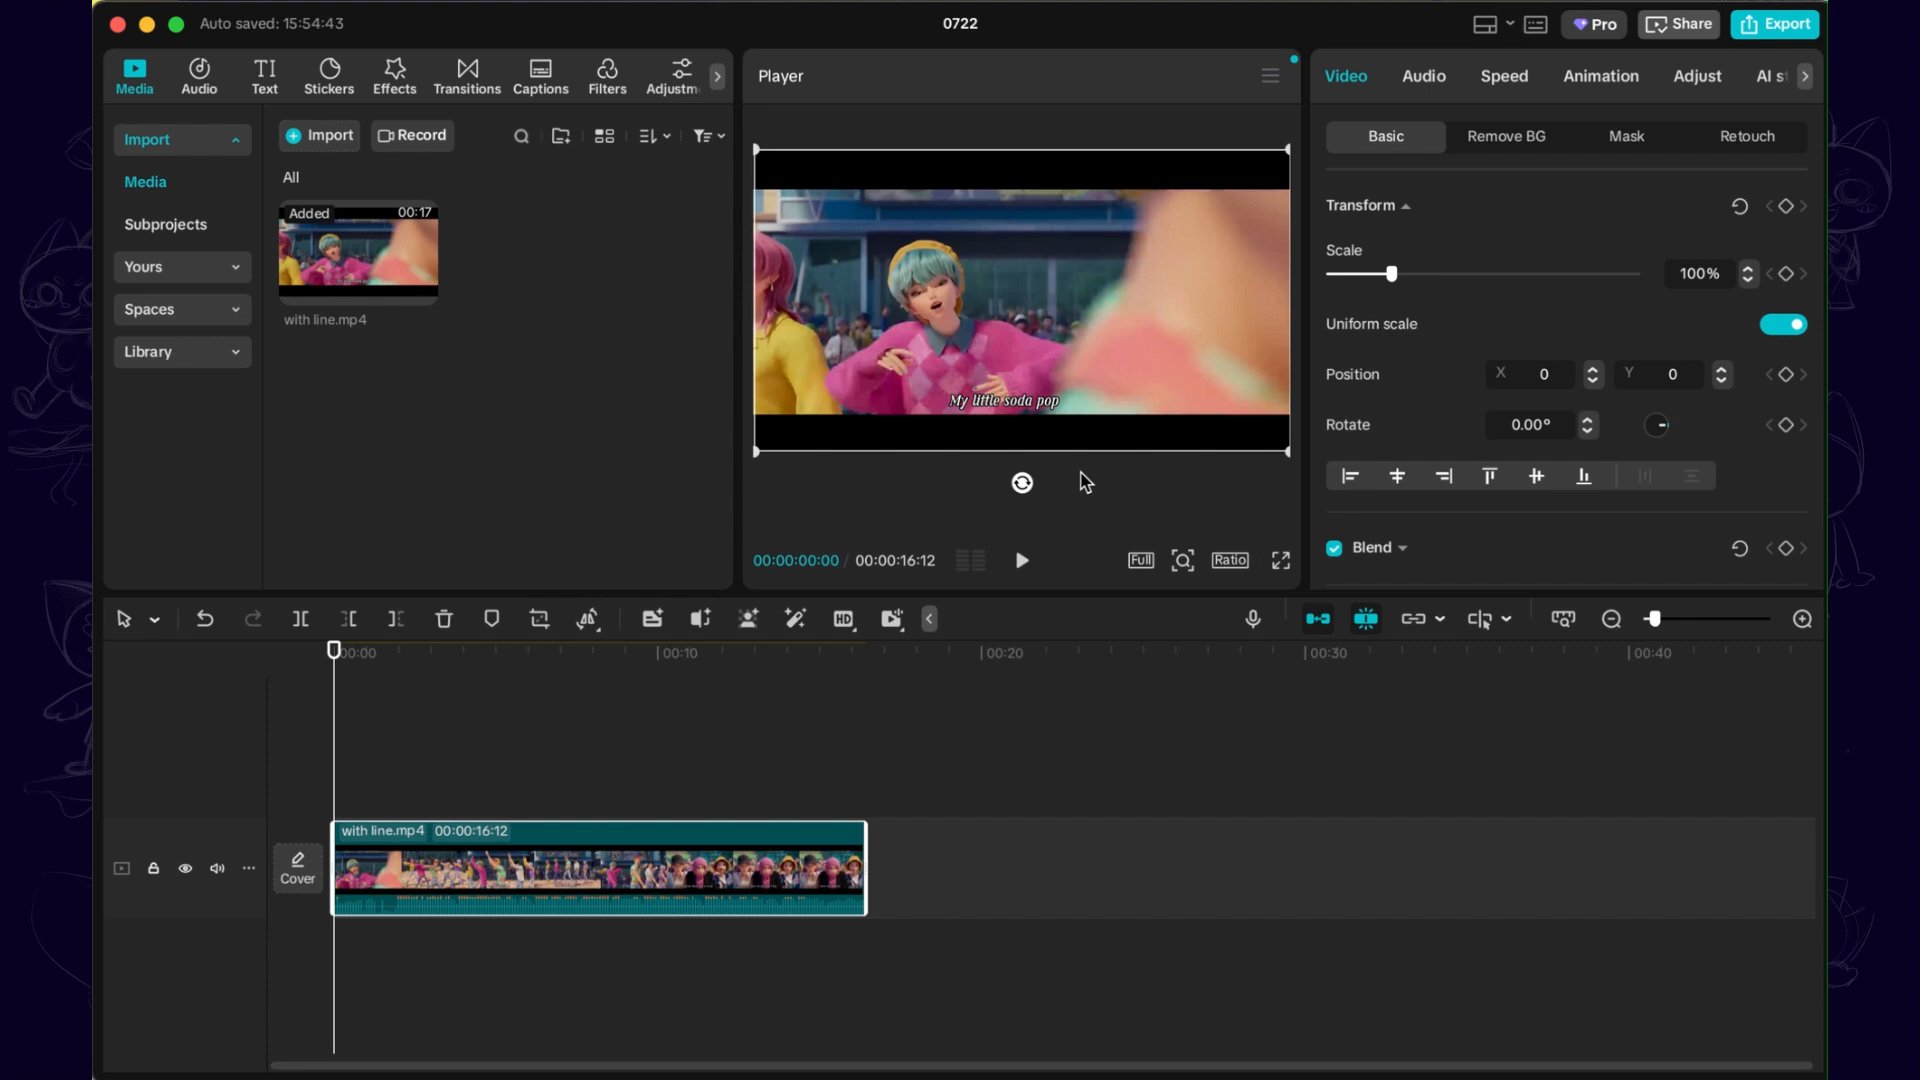 Auto saved: 15:54:43
0722
Pro
Share
Export
Media
Audio
Text
Stickers
Effects
Transitions
Captions
Filters
Adjustm
Player
Video
Audio
Speed
Animation
Adjust
AI s
Import
Import
Record
Basic
Remove BG
Mask
Retouch
Media
All
Subprojects
Added 00:17
Transform
Yours
Scale
100%
Spaces
with line.mp4
Uniform scale
Library
Position X 0 Y 0
My little soda pop
Rotate 0.00°
Blend
00:00:00:00 / 00:00:16:12
Full
Ratio
HD
00:00
00:10
00:20
00:30
00:40
with line.mp4 00:00:16:12
Cover